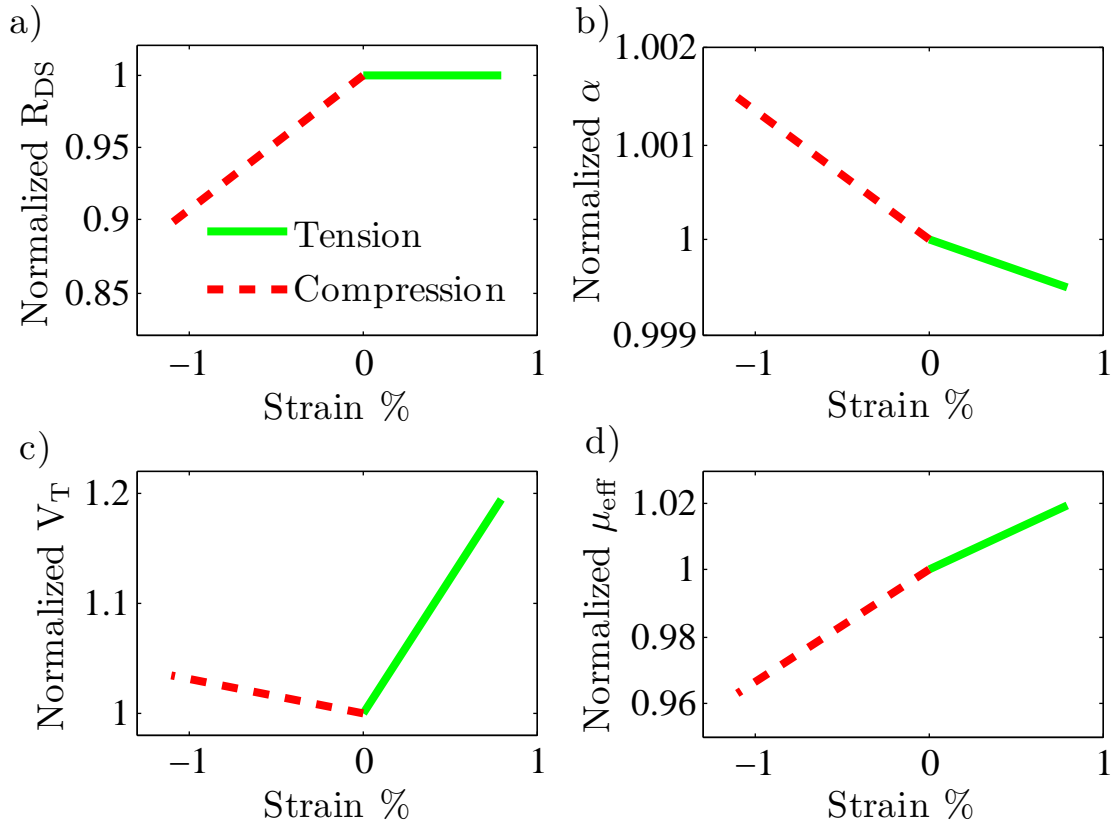 a)
Normalized R_DS
1
0.95
0.9
0.85
Tension
Compression
−1 0 1
Strain %
b)
Normalized α
1.002
1.001
1
0.999
−1 0 1
Strain %
c)
Normalized V_T
1.2
1.1
1
−1 0 1
Strain %
d)
Normalized μ_eff
1.02
1
0.98
0.96
−1 0 1
Strain %